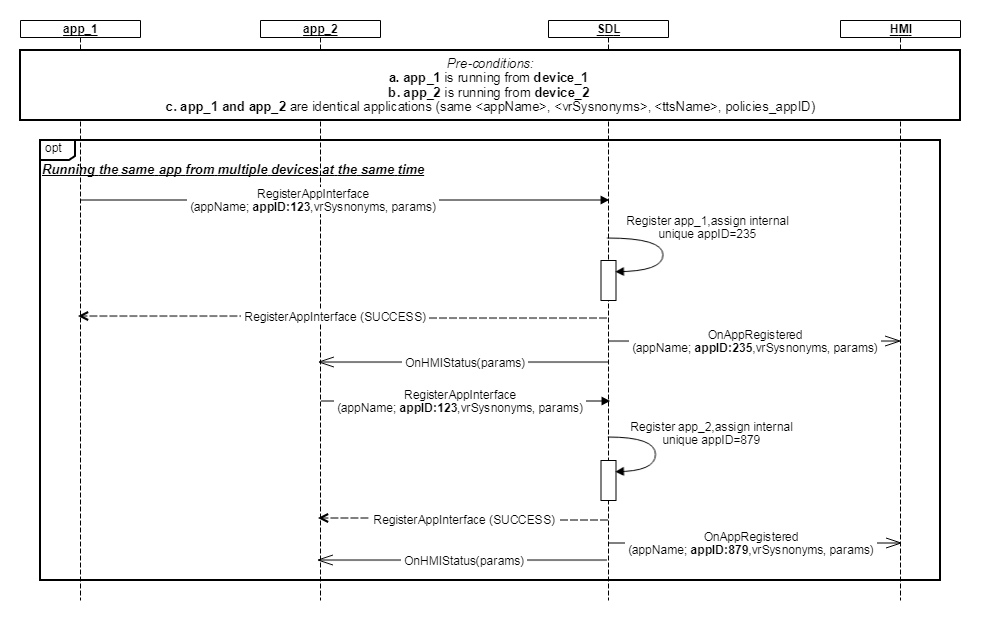 app_1
app_2
SDL
HMI
Pre-conditions:
a. app_1 is running from device_1
b. app_2 is running from device_2
c. app_1 and app_2 are identical applications (same <appName>, <vrSysnonyms>, <ttsName>, policies_appID)
opt
Running the same app from multiple devices at the same time
RegisterAppInterface
(appName; appID:123,vrSysnonyms, params)
Register app_1,assign internal
unique appID=235
RegisterAppInterface (SUCCESS)
OnAppRegistered
(appName; appID:235,vrSysnonyms, params)
OnHMIStatus(params)
RegisterAppInterface
(appName; appID:123,vrSysnonyms, params)
Register app_2,assign internal
unique appID=879
RegisterAppInterface (SUCCESS)
OnAppRegistered
(appName; appID:879,vrSysnonyms, params)
OnHMIStatus(params)